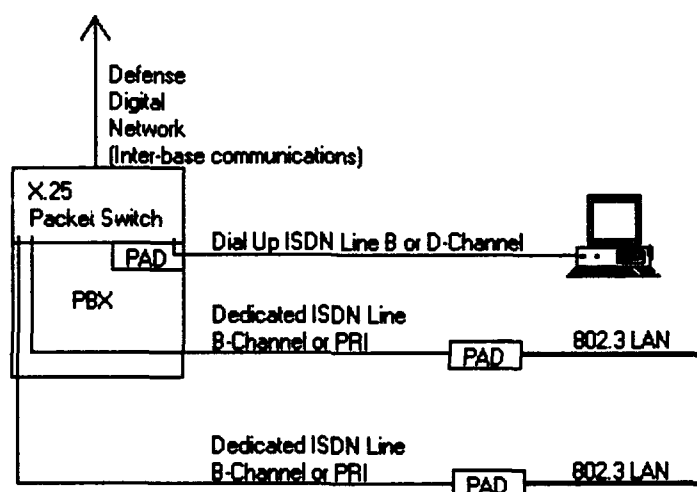 Defense
Digital
Network
(Inter-base communications)
X.25
Packet Switch
PAD
PBX
Dial Up ISDN Line B or D-Channel
Dedicated ISDN Line
B-Channel or PRI
PAD
802.3 LAN
Dedicated ISDN Line
B-Channel or PRI
PAD
802.3 LAN